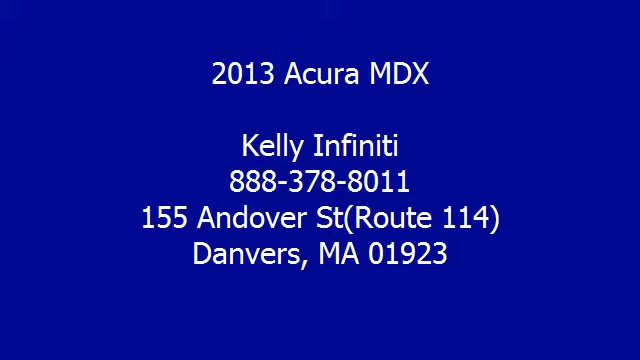 2013 Acura MDX
Kelly Infiniti
888-378-8011
155 Andover St(Route 114)
Danvers, MA 01923